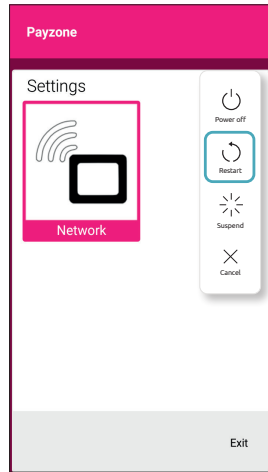 Payzone
Settings
Network
Power off
Restart
Suspend
Cancel
Exit